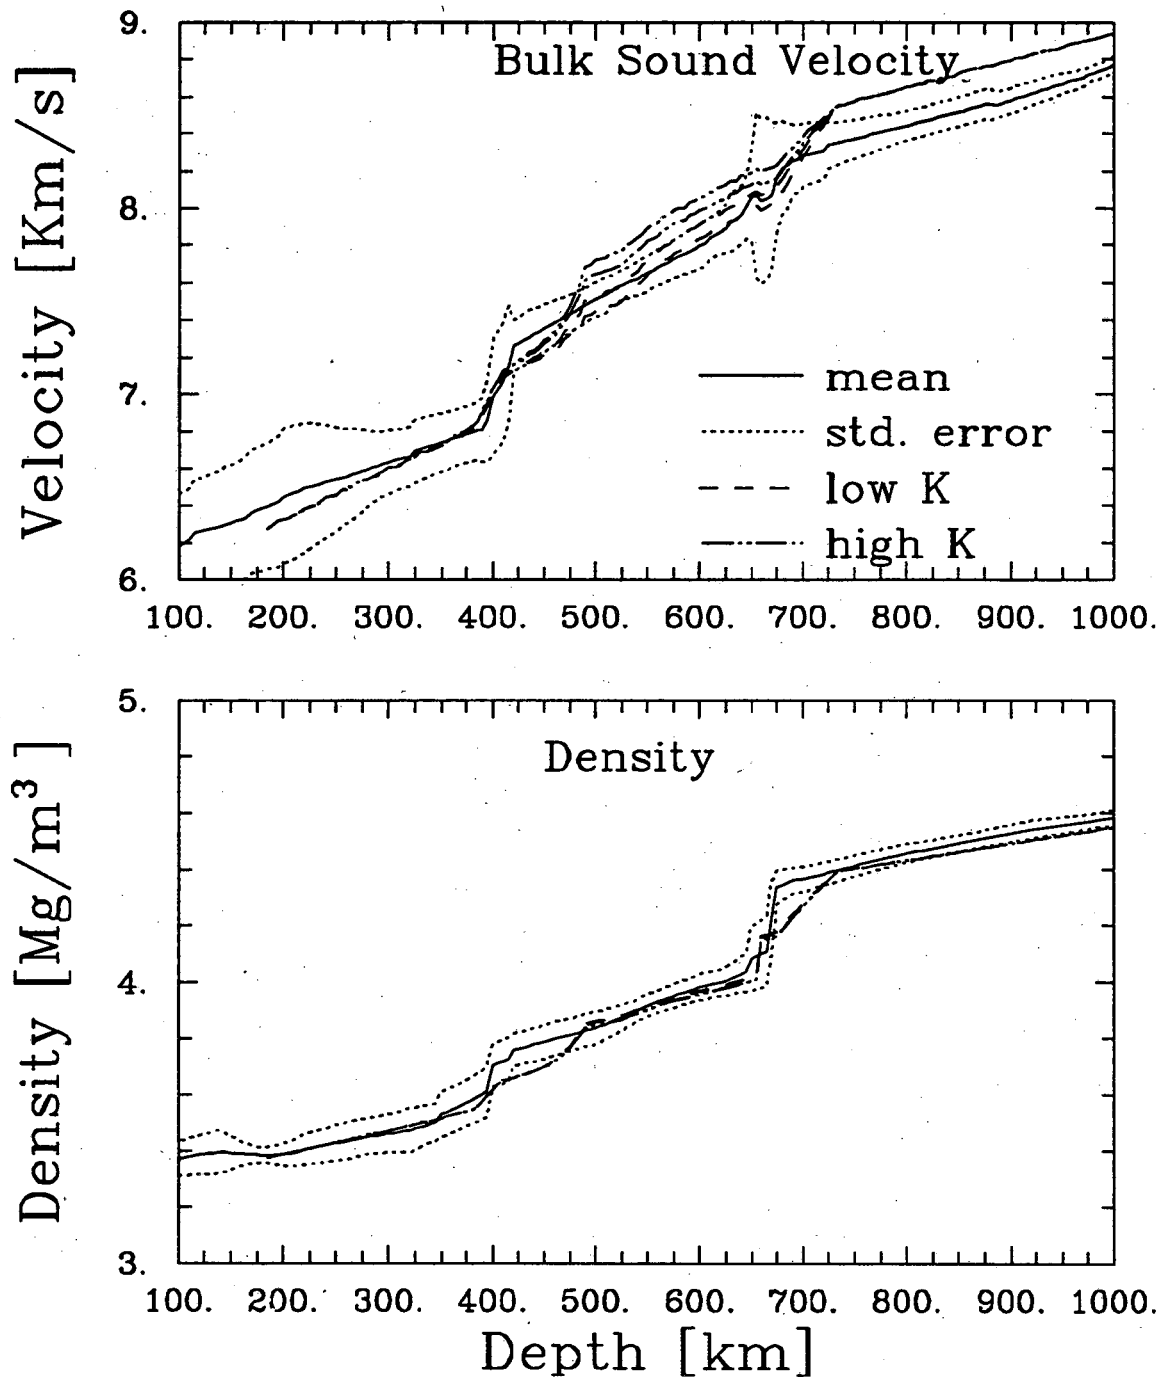 Bulk Sound Velocity
Velocity [Km/s]
9.
8.
7.
6.
mean
std. error
low K
high K
100. 200. 300. 400. 500. 600. 700. 800. 900. 1000.
Density
Density [Mg/m³]
5.
4.
3.
100. 200. 300. 400. 500. 600. 700. 800. 900. 1000.
Depth [km]